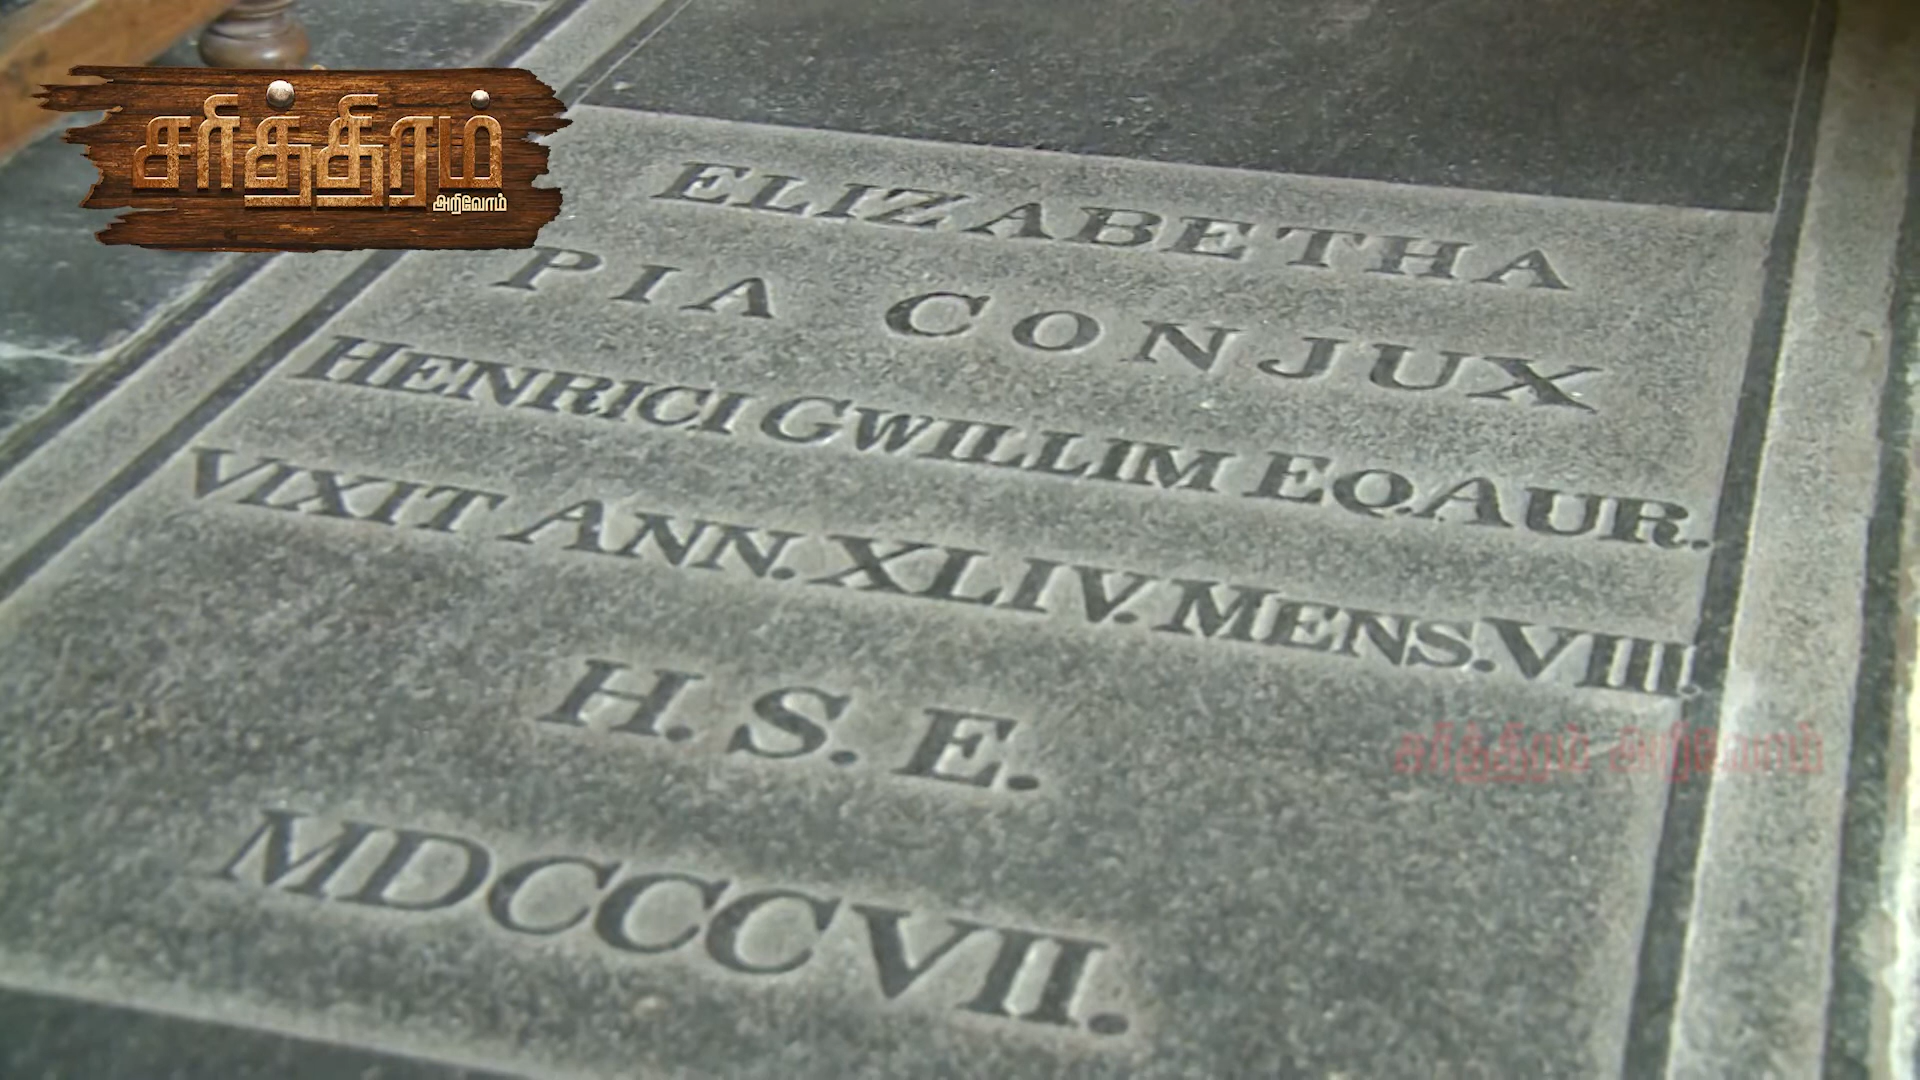 சரித்திரம்
அறிவோம்
ELIZABETHA
PIA CONJUX
HENRICI GWILLIM EQ.AUR.
VIXIT ANN. XLIV. MENS. VIII.
H. S. E.
MDCCCVII.
சரித்திரம் அறிவோம்